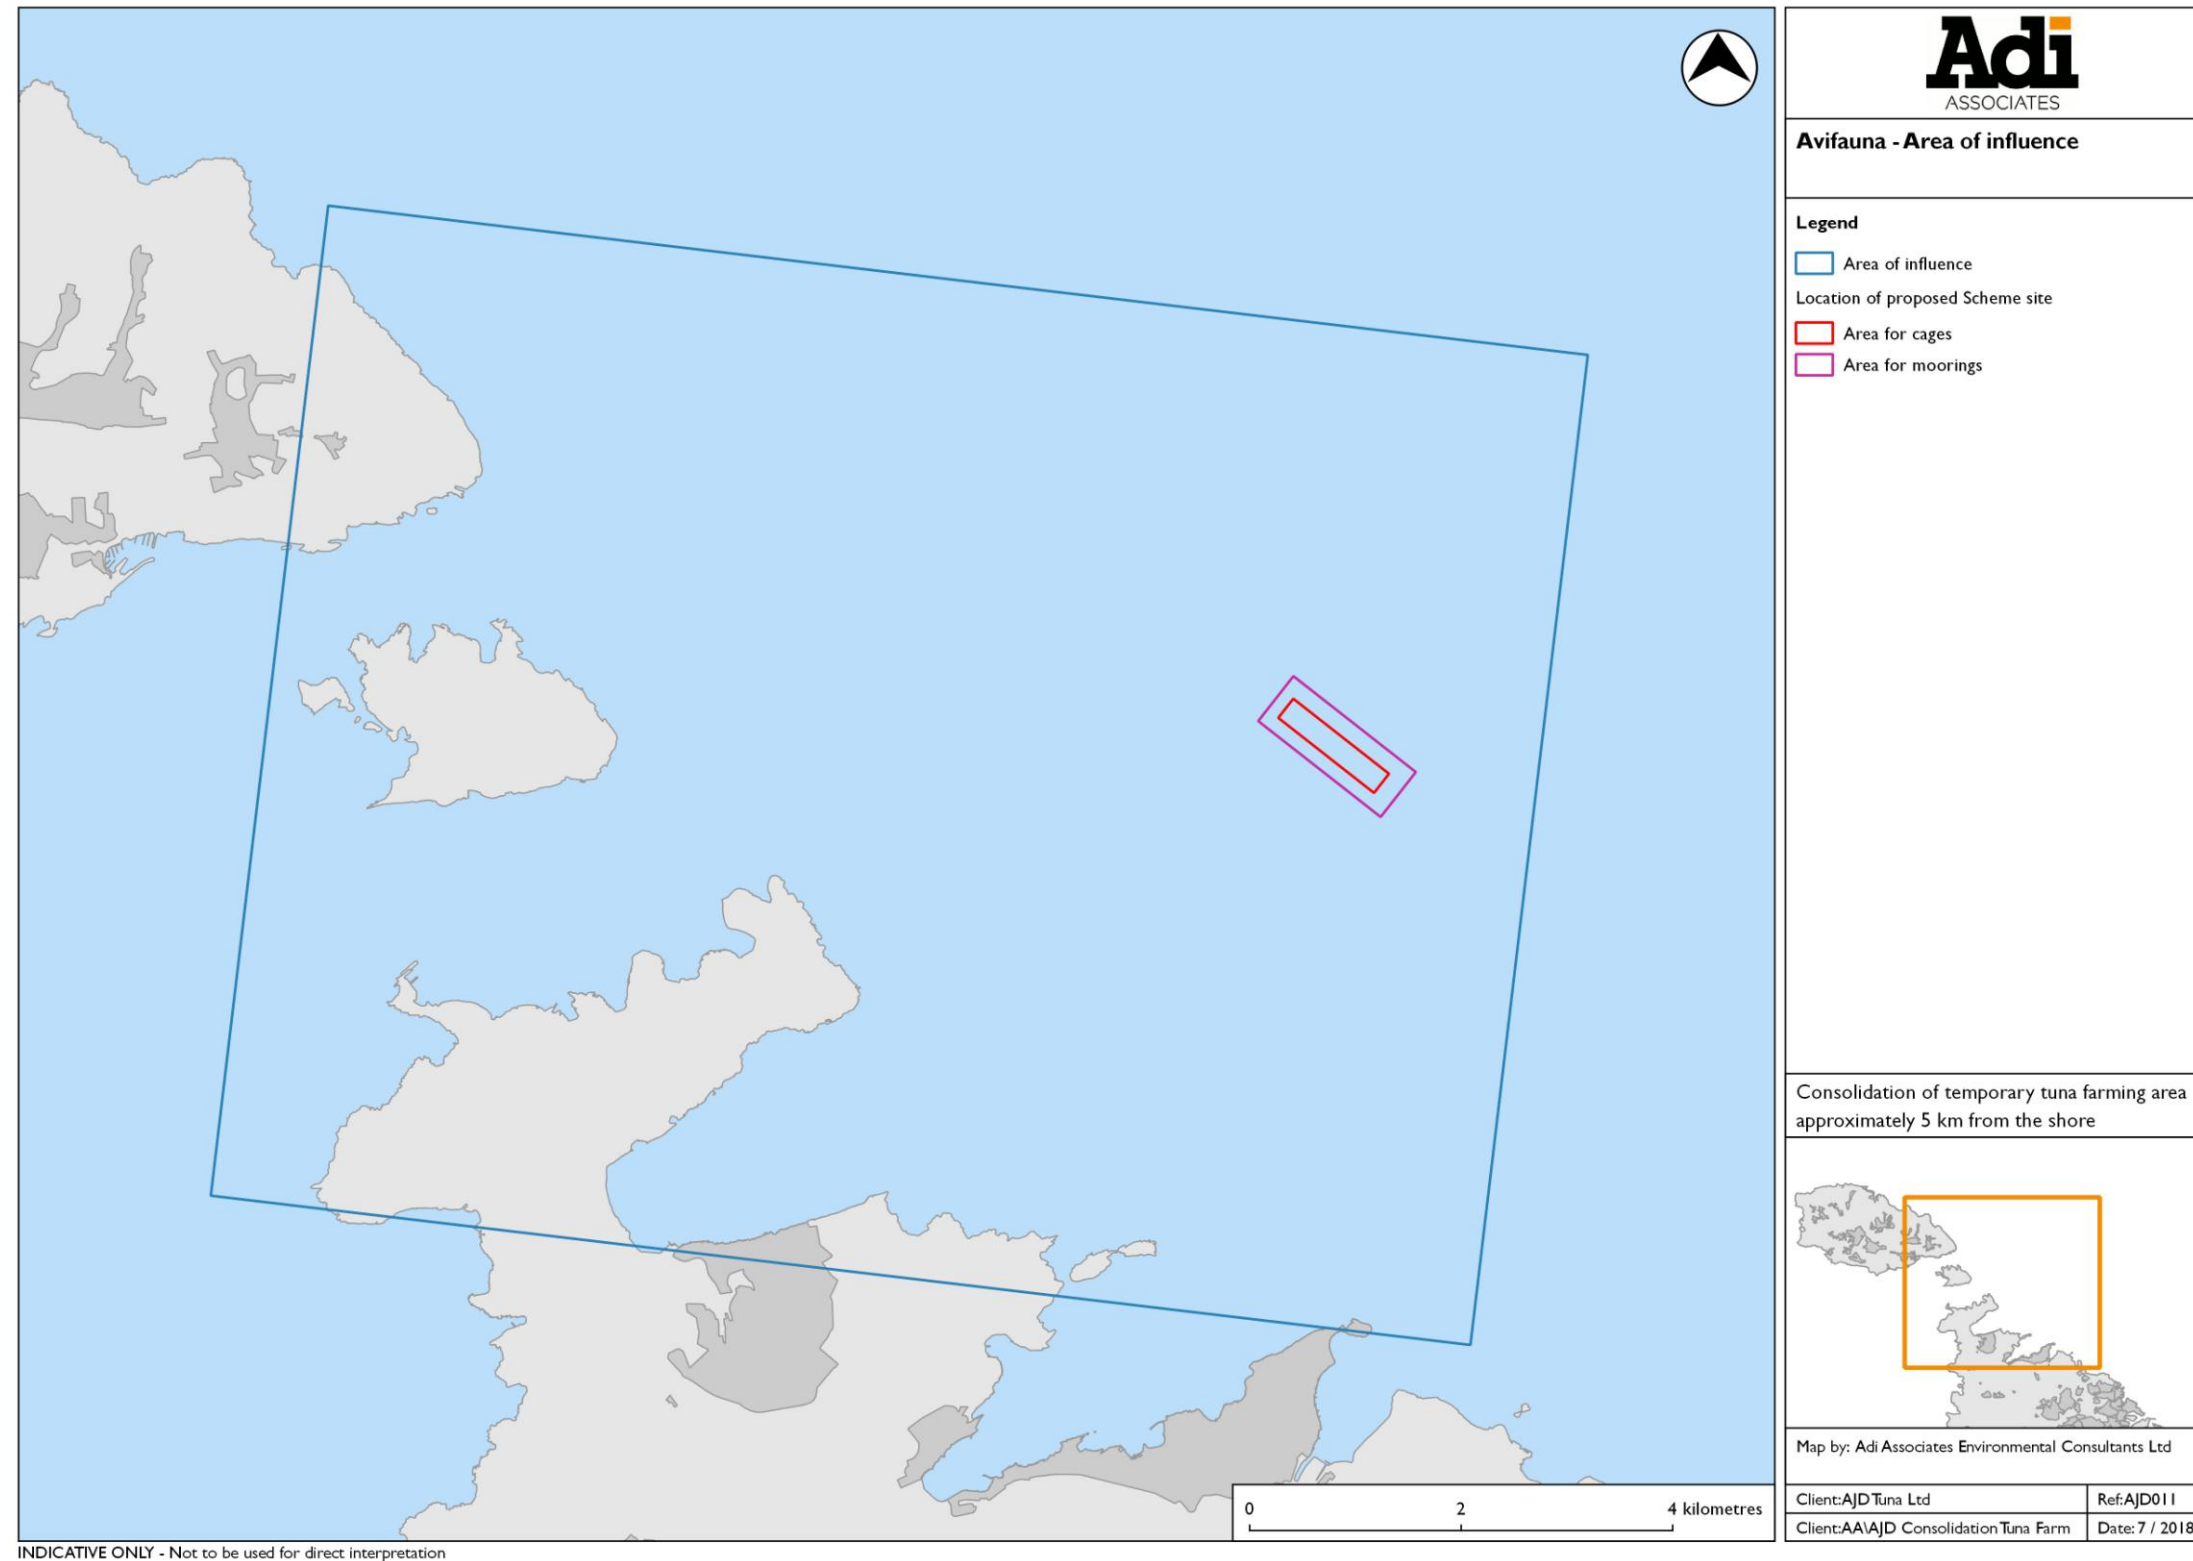 Adi
ASSOCIATES
Avifauna - Area of influence
Legend
Area of influence
Location of proposed Scheme site
Area for cages
Area for moorings
Consolidation of temporary tuna farming area
approximately 5 km from the shore
Map by: Adi Associates Environmental Consultants Ltd
Client:AJD Tuna Ltd
Ref:AJD011
Client:AA\AJD Consolidation Tuna Farm
Date: 7 / 2018
0 2 4 kilometres
INDICATIVE ONLY - Not to be used for direct interpretation